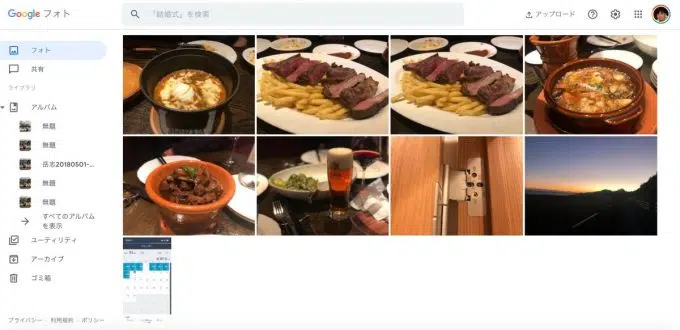 Google フォト
「結婚式」を検索
アップロード
フォト
共有
ライブラリ
アルバム
無題
無題
岳志20180501-...
無題
無題
すべてのアルバム
を表示
ユーティリティ
アーカイブ
ゴミ箱
プライバシー・利用規約・ポリシー